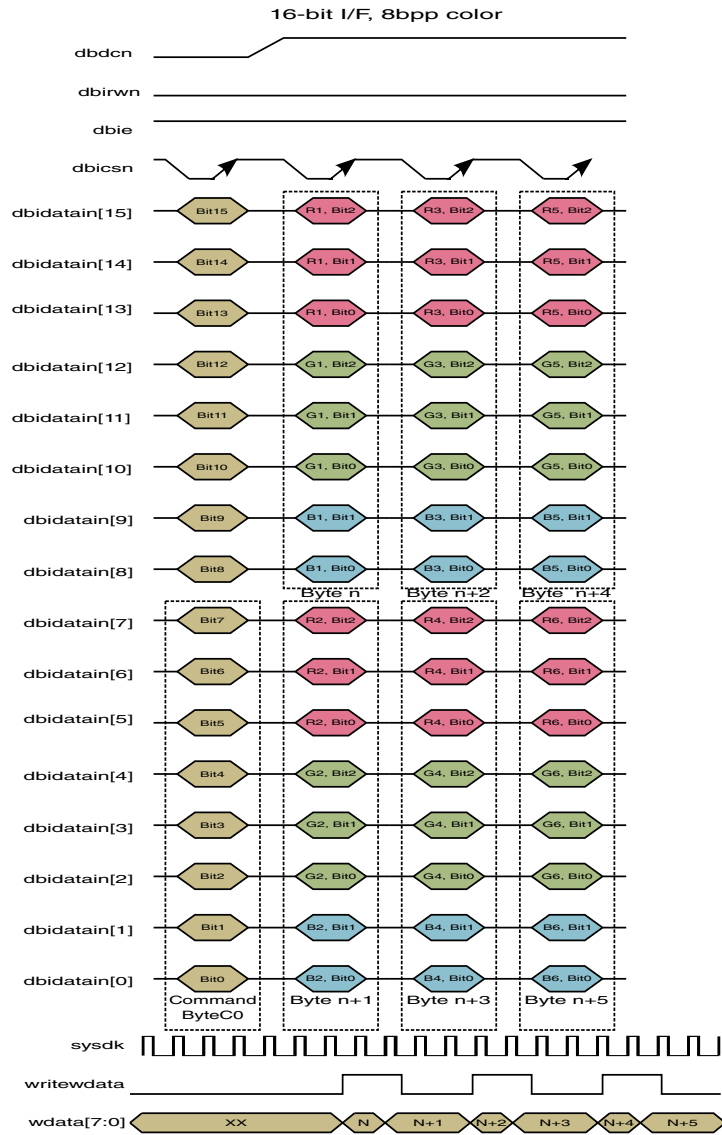 16-bit I/F, 8bpp color
dbdcn
dbirwn
dbie
dbicsn
dbidatain[15] Bit15 R1, Bit2 R3, Bit2 R5, Bit2
dbidatain[14] Bit14 R1, Bit1 R3, Bit1 R5, Bit1
dbidatain[13] Bit13 R1, Bit0 R3, Bit0 R5, Bit0
dbidatain[12] Bit12 G1, Bit2 G3, Bit2 G5, Bit2
dbidatain[11] Bit11 G1, Bit1 G3, Bit1 G5, Bit1
dbidatain[10] Bit10 G1, Bit0 G3, Bit0 G5, Bit0
dbidatain[9] Bit9 B1, Bit1 B3, Bit1 B5, Bit1
dbidatain[8] Bit8 B1, Bit0 B3, Bit0 B5, Bit0
Byte n Byte n+2 Byte n+4
dbidatain[7] Bit7 R2, Bit2 R4, Bit2 R6, Bit2
dbidatain[6] Bit6 R2, Bit1 R4, Bit1 R6, Bit1
dbidatain[5] Bit5 R2, Bit0 R4, Bit0 R6, Bit0
dbidatain[4] Bit4 G2, Bit2 G4, Bit2 G6, Bit2
dbidatain[3] Bit3 G2, Bit1 G4, Bit1 G6, Bit1
dbidatain[2] Bit2 G2, Bit0 G4, Bit0 G6, Bit0
dbidatain[1] Bit1 B2, Bit1 B4, Bit1 B6, Bit1
dbidatain[0] Bit0 B2, Bit0 B4, Bit0 B6, Bit0
Command Byte n+1 Byte n+3 Byte n+5
ByteC0
sysdk
writewdata
wdata[7:0] XX N N+1 N+2 N+3 N+4 N+5